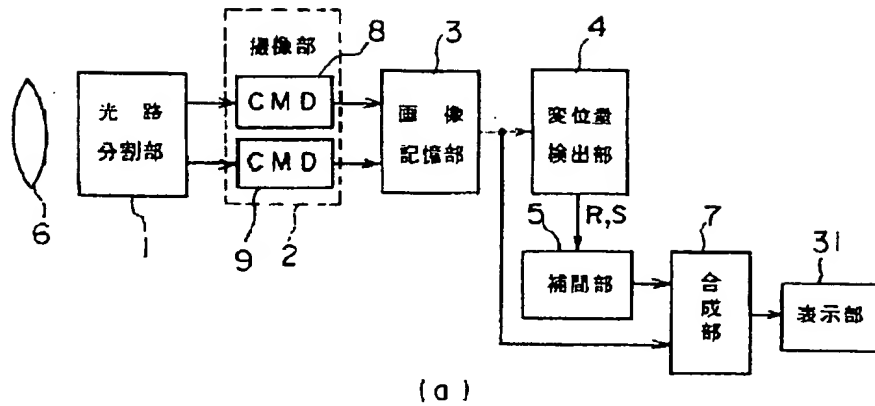 撮像部
8
3
4
光路
分割部
CMD
CMD
画像
記憶部
変位量
検出部
6
1
9
2
R,S
5
7
31
補間部
合成部
表示部
(a)